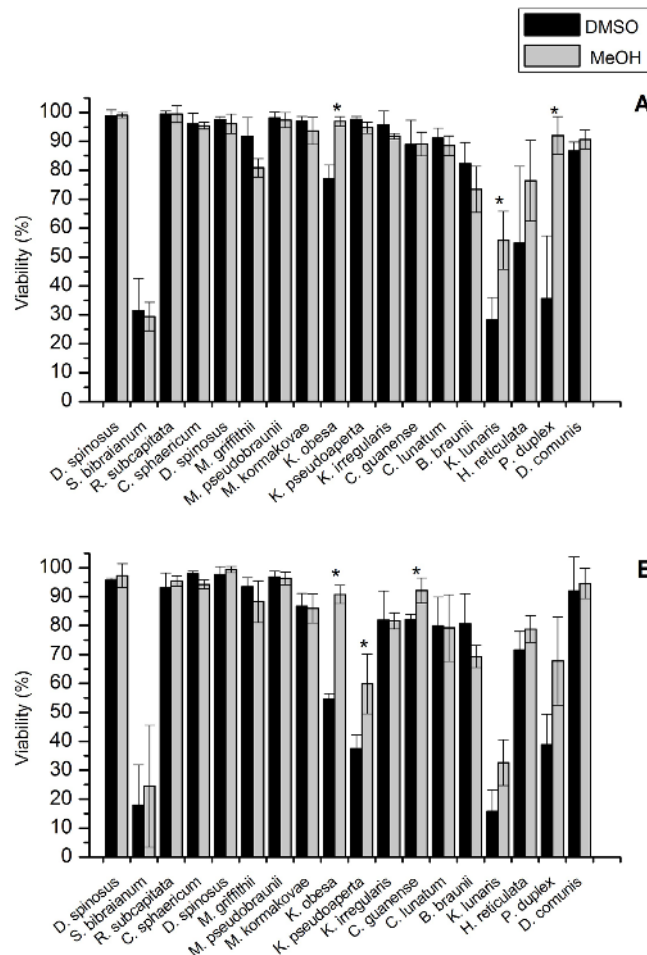 DMSO
MeOH
A
Viability (%)
100
90
80
70
60
50
40
30
20
10
0
*
*
*
D. spinosus
S. bibraianum
R. subcapitata
C. sphaericum
D. spinosus
M. griffithii
M. pseudobraunii
M. kormakovae
K. obesa
K. pseudoaperta
K. irregularis
C. guanense
C. lunatum
B. braunii
K. lunaris
H. reticulata
P. duplex
D. comunis
B
Viability (%)
100
90
80
70
60
50
40
30
20
10
0
*
*
*
D. spinosus
S. bibraianum
R. subcapitata
C. sphaericum
D. spinosus
M. griffithii
M. pseudobraunii
M. kormakovae
K. obesa
K. pseudoaperta
K. irregularis
C. guanense
C. lunatum
B. braunii
K. lunaris
H. reticulata
P. duplex
D. comunis